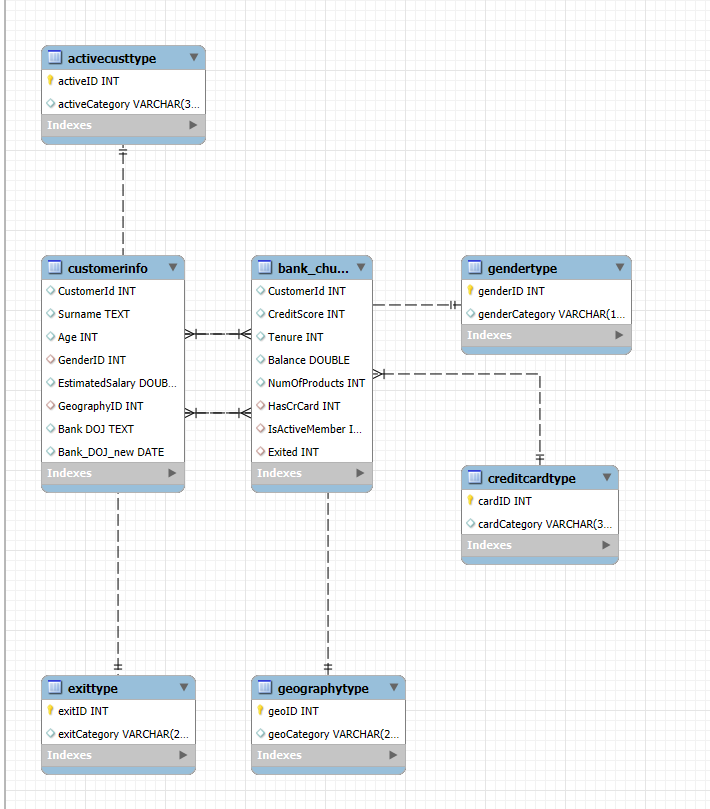 activecusttype
activeID INT
activeCategory VARCHAR(3...
Indexes
customerinfo
CustomerId INT
Surname TEXT
Age INT
GenderID INT
EstimatedSalary DOUB...
GeographyID INT
Bank DOJ TEXT
Bank_DOJ_new DATE
Indexes
bank_chu...
CustomerId INT
CreditScore INT
Tenure INT
Balance DOUBLE
NumOfProducts INT
HasCrCard INT
IsActiveMember I...
Exited INT
Indexes
gendertype
genderID INT
genderCategory VARCHAR(1...
Indexes
creditcardtype
cardID INT
cardCategory VARCHAR(3...
Indexes
exittype
exitID INT
exitCategory VARCHAR(2...
Indexes
geographytype
geoID INT
geoCategory VARCHAR(2...
Indexes